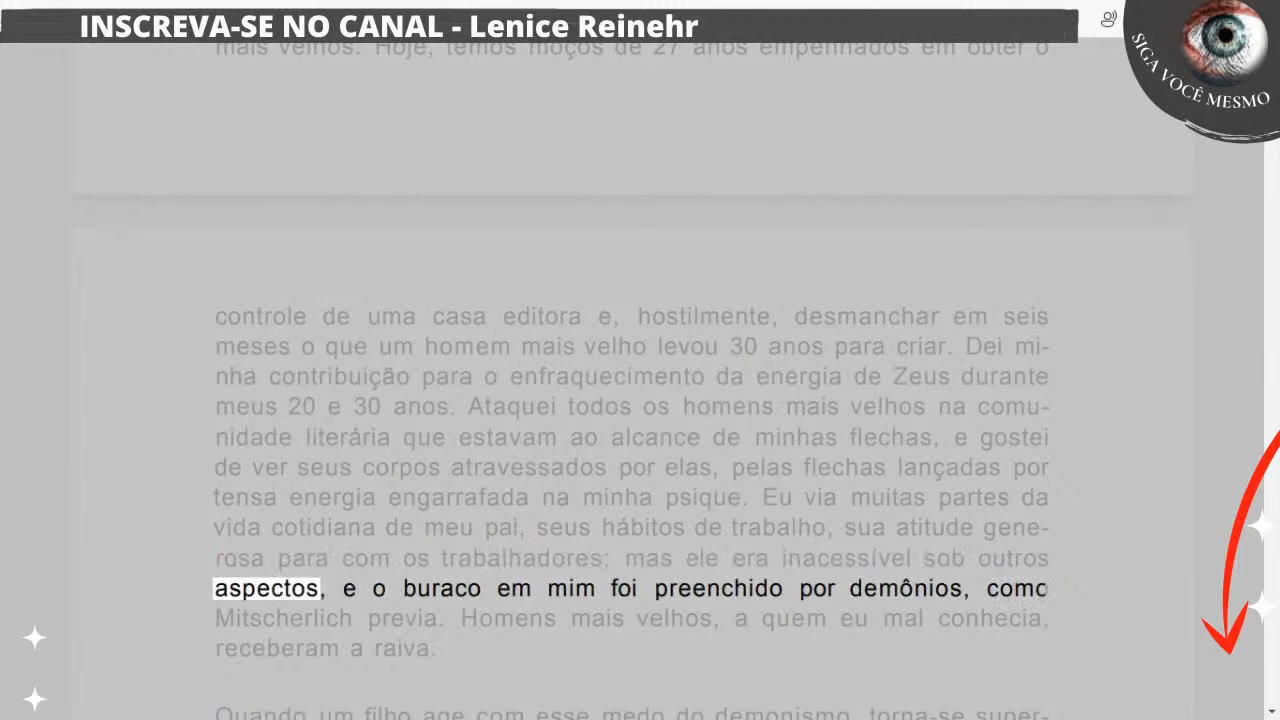 INSCREVA-SE NO CANAL - Lenice Reinehr
SIGA VOCÊ MESMO
mais velhos. Hoje, temos moços de 27 anos empenhados em obter o
controle de uma casa editora e, hostilmente, desmanchar em seis
meses o que um homem mais velho levou 30 anos para criar. Dei mi-
nha contribuição para o enfraquecimento da energia de Zeus durante
meus 20 e 30 anos. Ataquei todos os homens mais velhos na comu-
nidade literária que estavam ao alcance de minhas flechas, e gostei
de ver seus corpos atravessados por elas, pelas flechas lançadas por
tensa energia engarrafada na minha psique. Eu via muitas partes da
vida cotidiana de meu pai, seus hábitos de trabalho, sua atitude gene-
rosa para com os trabalhadores; mas ele era inacessível sob outros
aspectos, e o buraco em mim foi preenchido por demônios, como
Mitscherlich previa. Homens mais velhos, a quem eu mal conhecia,
receberam a raiva.
Quando um filho age com esse medo do demonismo, torna-se super-